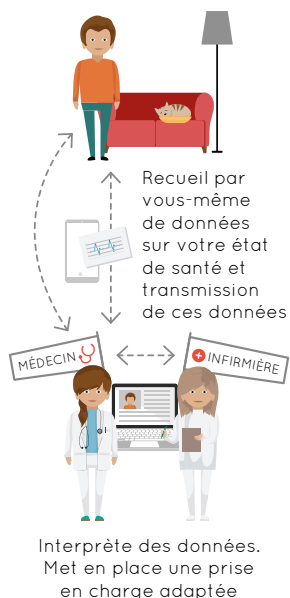 Recueil par
vous-même
de données
sur votre état
de santé et
transmission
de ces données
MÉDECIN
INFIRMIÈRE
Interprète des données.
Met en place une prise
en charge adaptée